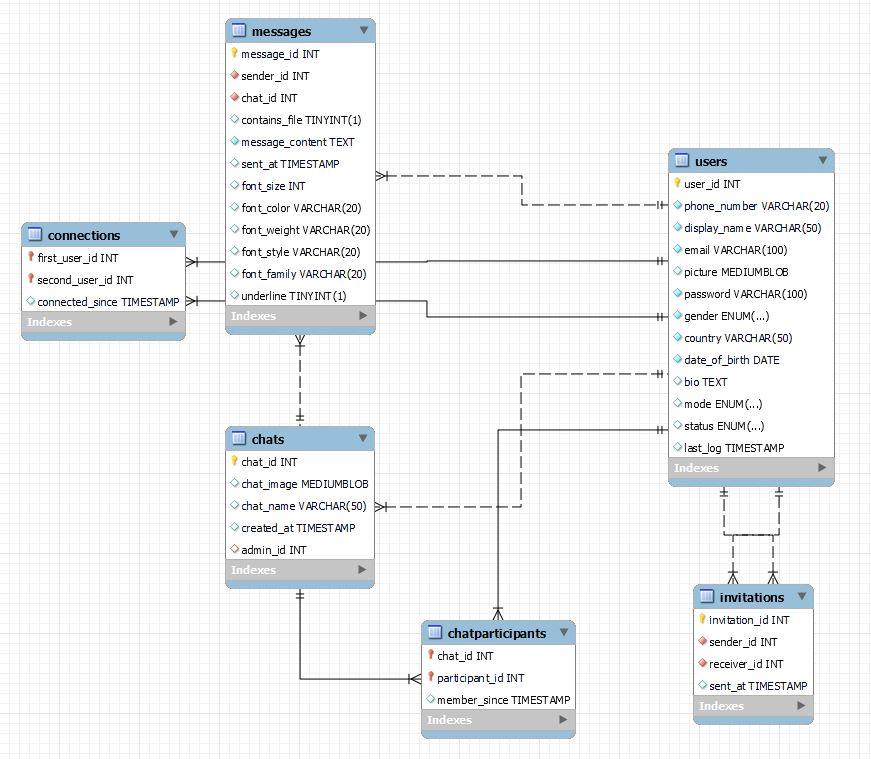 messages
message_id INT
sender_id INT
chat_id INT
contains_file TINYINT(1)
message_content TEXT
sent_at TIMESTAMP
font_size INT
font_color VARCHAR(20)
font_weight VARCHAR(20)
font_style VARCHAR(20)
font_family VARCHAR(20)
underline TINYINT(1)
Indexes
users
user_id INT
phone_number VARCHAR(20)
display_name VARCHAR(50)
email VARCHAR(100)
picture MEDIUMBLOB
password VARCHAR(100)
gender ENUM(...)
country VARCHAR(50)
date_of_birth DATE
bio TEXT
mode ENUM(...)
status ENUM(...)
last_log TIMESTAMP
Indexes
connections
first_user_id INT
second_user_id INT
connected_since TIMESTAMP
Indexes
chats
chat_id INT
chat_image MEDIUMBLOB
chat_name VARCHAR(50)
created_at TIMESTAMP
admin_id INT
Indexes
chatparticipants
chat_id INT
participant_id INT
member_since TIMESTAMP
Indexes
invitations
invitation_id INT
sender_id INT
receiver_id INT
sent_at TIMESTAMP
Indexes